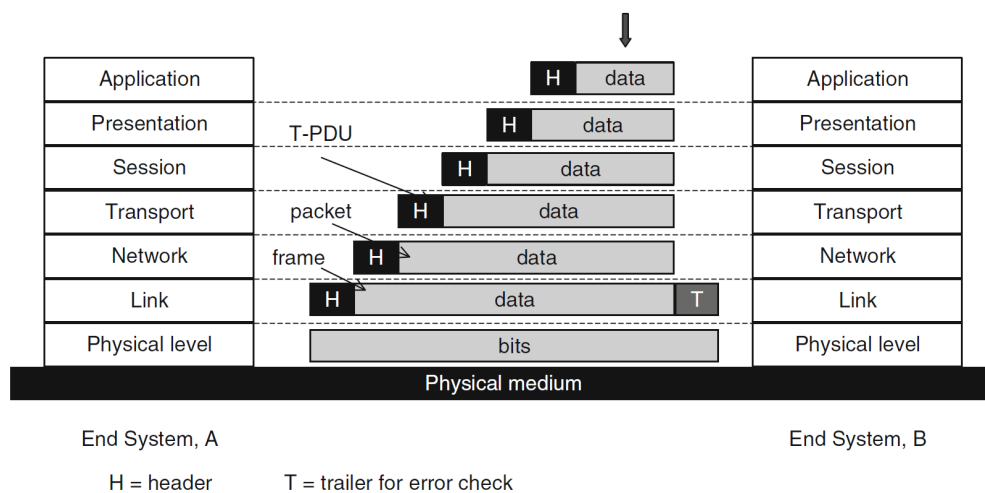 Application H data Application
Presentation H data Presentation
T-PDU
Session H data Session
Transport H data Transport
packet
Network H data Network
frame
Link H data T Link
Physical level bits Physical level
Physical medium
End System, A End System, B
H = header T = trailer for error check